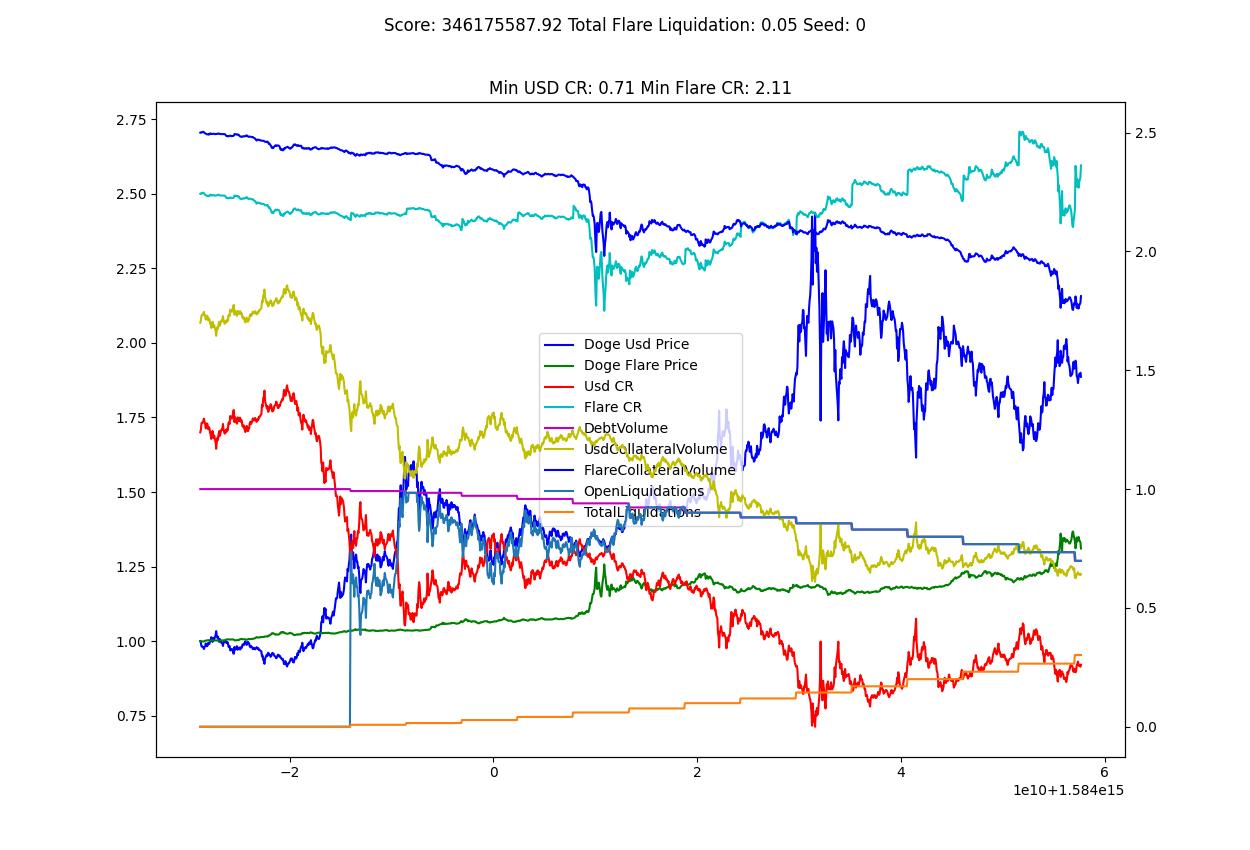 Score: 346175587.92 Total Flare Liquidation: 0.05 Seed: 0
Min USD CR: 0.71 Min Flare CR: 2.11
2.75
2.50
2.25
2.00
1.75
1.50
1.25
1.00
0.75
2.5
2.0
1.5
1.0
0.5
0.0
Doge Usd Price
Doge Flare Price
Usd CR
Flare CR
DebtVolume
UsdCollateralVolume
FlareCollateralVolume
OpenLiquidations
TotalLiquidations
−2
0
2
4
6
1e10+1.584e15